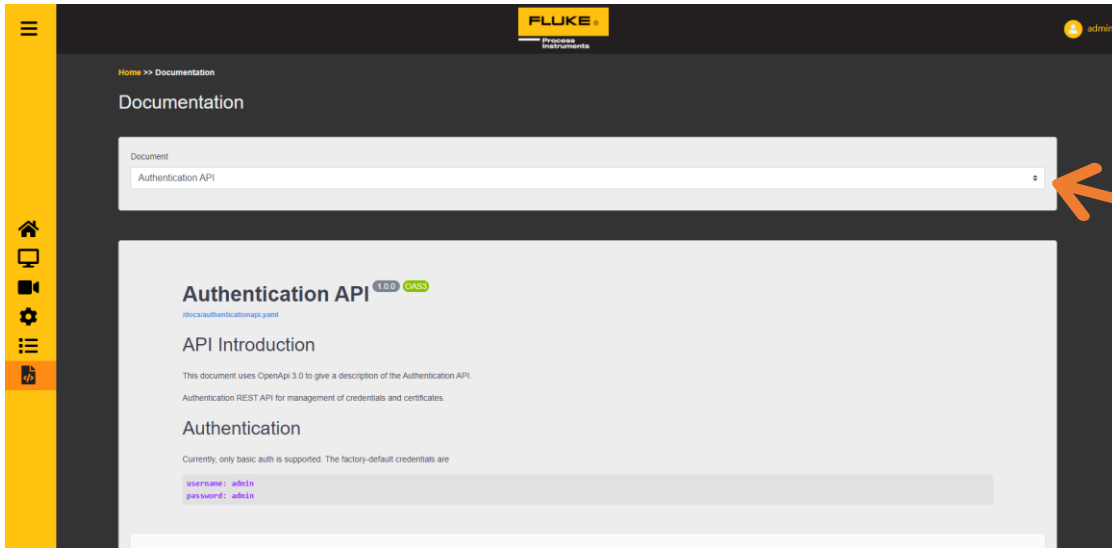 FLUKE ®
Process
Instruments
admin
Home >> Documentation
Documentation
Document
Authentication API
Authentication API 1.0.0 OAS3
/docs/authenticationapi.yaml
API Introduction
This document uses OpenApi 3.0 to give a description of the Authentication API.
Authentication REST API for management of credentials and certificates.
Authentication
Currently, only basic auth is supported. The factory-default credentials are
username: admin
password: admin